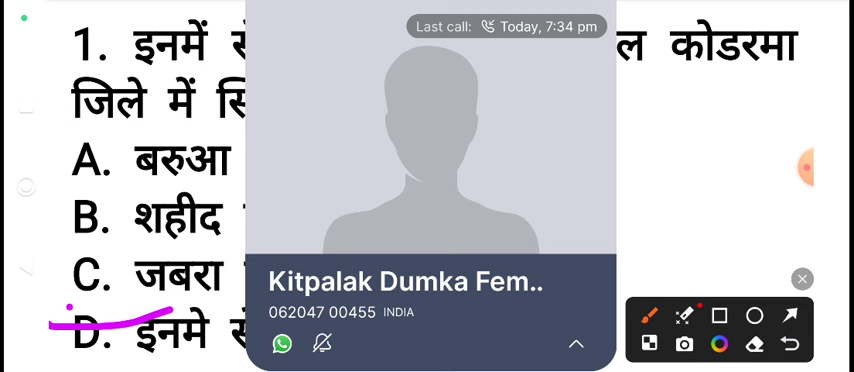 Last call: Today, 7:34 pm
1. इनमें ल कोडरमा
जिले में
A. बरुआ
B. शहीद
C. जबरा
D. इनमे
Kitpalak Dumka Fem..
062047 00455 INDIA